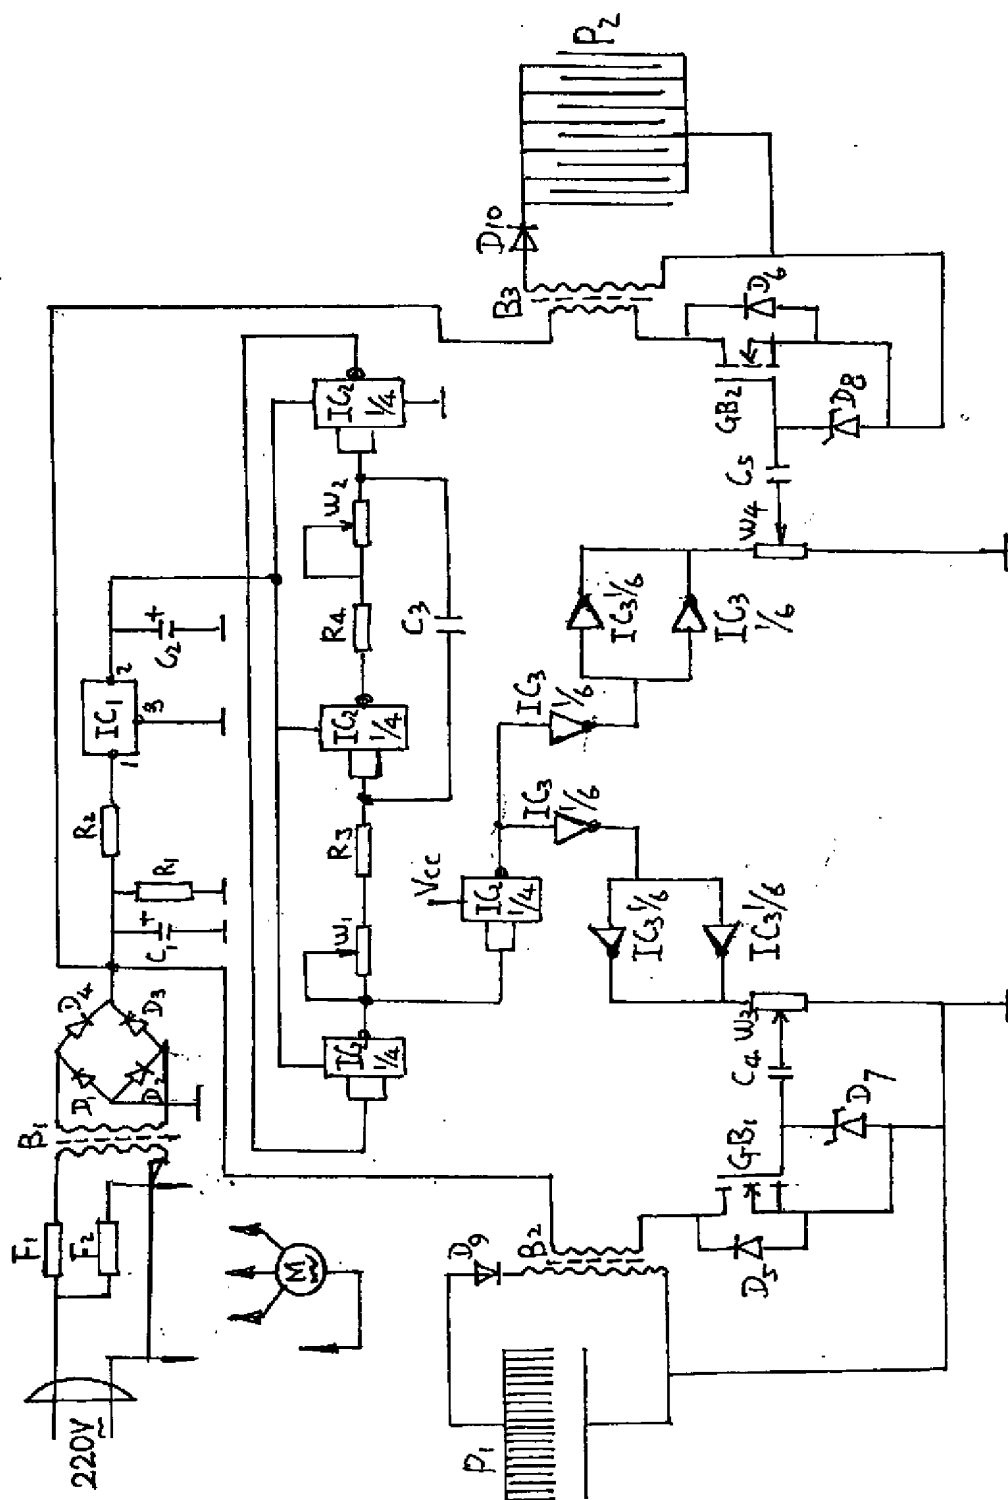 220V~
F₁
F₂
B₁
D₁
D₂
D₄
D₃
C₁
+
R₁
R₂
1
IC₁
3
2
C₂
+
M
IC₂
1/4
W₁
R₃
IC₂
1/4
R₄
W₂
IC₂
1/4
C₃
Vcc
IC₂
1/4
IC₃
1/6
IC₃
1/6
IC₃ 1/6
IC₃ 1/6
IC₃ 1/6
IC₃
1/6
P₁
D₉
B₂
D₅
GB₁
D₇
C₄
W₃
W₄
C₅
GB₂
D₈
D₆
B₃
D₁₀
P₂